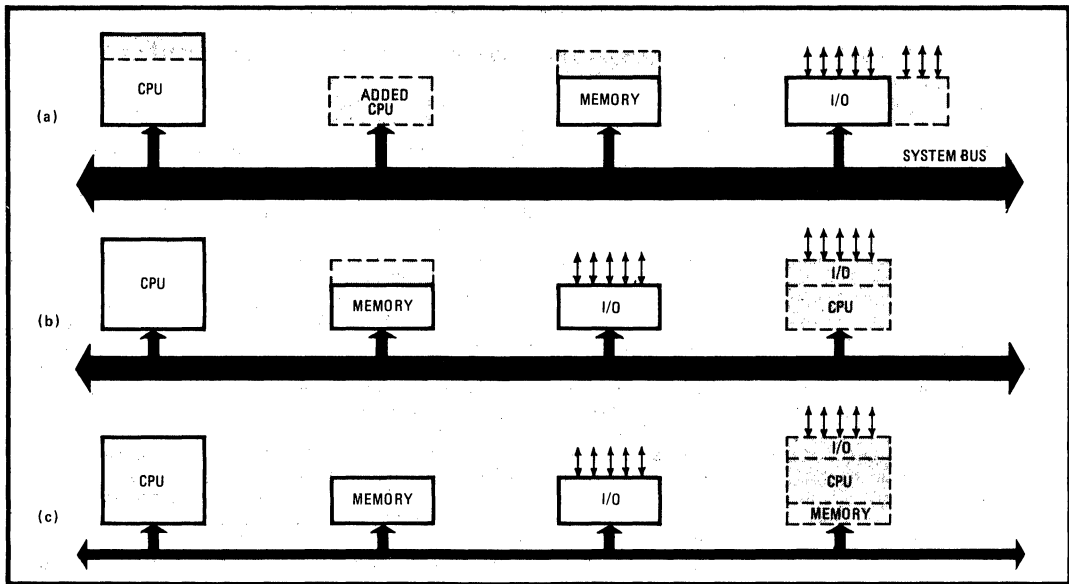 (a)
CPU
ADDED
CPU
MEMORY
I/O
SYSTEM BUS
(b)
CPU
MEMORY
I/O
I/O
CPU
(c)
CPU
MEMORY
I/O
I/O
CPU
MEMORY